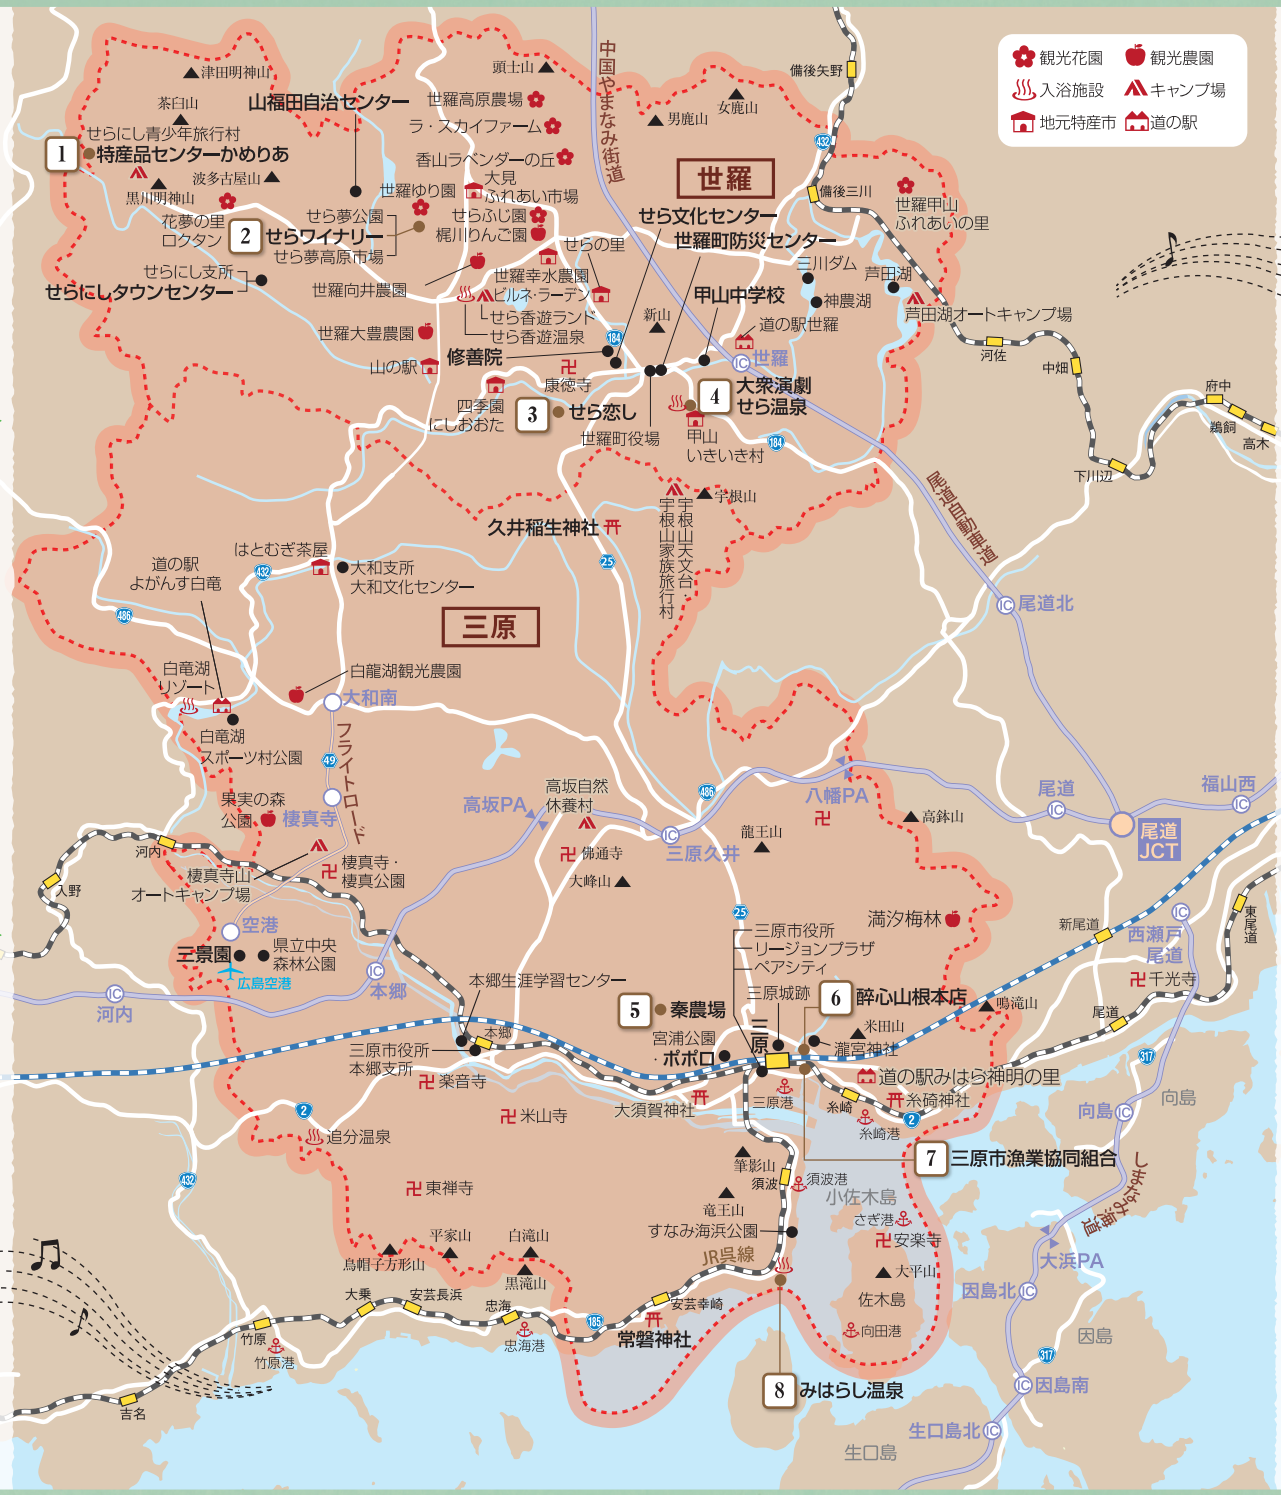 観光花園
観光農園
入浴施設
キャンプ場
地元特産市
道の駅
津田明神山
茶臼山
せらにし青少年旅行村
1
特産品センターかめりあ
黒川明神山
波多古屋山
山福田自治センター
頭士山
世羅高原農場
ラ・スカイファーム
香山ラベンダーの丘
大見
ふれあい市場
世羅ゆり園
せらふじ園
梶川りんご園
花夢の里
ロクタン
2
せら夢公園
せらワイナリー
せら夢高原市場
せらにし支所
せらにしタウンセンター
世羅向井農園
世羅幸水農園
ビルネ・ラーデン
せらの里
せら香遊ランド
せら香遊温泉
世羅大豊農園
山の駅
修善院
四季園
にしおおた
康徳寺
3
せら恋し
中国やまなみ街道
男鹿山
女鹿山
備後矢野
432
世羅
せら文化センター
世羅町防災センター
備後三川
世羅甲山
ふれあいの里
三川ダム
芦田湖
神農湖
芦田湖オートキャンプ場
甲山中学校
新山
道の駅世羅
IC
世羅
184
4
大衆演劇
せら温泉
世羅町役場
甲山
いきいき村
184
河佐
中畑
府中
鵜飼
高木
下川辺
尾道自動車道
宇根山
宇根山天文台・
宇根山家族旅行村
久井稲生神社
25
はとむぎ茶屋
大和支所
大和文化センター
432
486
道の駅
よがんす白竜
三原
IC
尾道北
白竜湖
リゾート
白龍湖観光農園
大和南
白竜湖
スポーツ村公園
49
フライトロード
果実の森
公園
棲真寺
高坂PA
高坂自然
休養村
486
八幡PA
IC
三原久井
龍王山
高鉢山
佛通寺
大峰山
尾道
IC
福山西
IC
尾道
JCT
河内
入野
棲真寺山
オートキャンプ場
棲真寺・
棲真公園
空港
三景園
県立中央
森林公園
広島空港
IC
河内
IC
本郷
本郷生涯学習センター
本郷
三原市役所
本郷支所
楽音寺
米山寺
25
三原市役所
リージョンプラザ
ペアシティ
三原城跡
5
秦農場
宮浦公園
・ポポロ
三原
6
醉心山根本店
米田山
瀧宮神社
満汐梅林
新尾道
東尾道
西瀬戸
尾道
IC
千光寺
鳴滝山
尾道
317
道の駅みはら神明の里
糸碕神社
糸崎
糸崎港
2
三原港
大須賀神社
7
三原市漁業協同組合
2
追分温泉
432
東禅寺
筆影山
須波
須波港
竜王山
すなみ海浜公園
小佐木島
さぎ港
安楽寺
大平山
佐木島
向田港
JR呉線
安芸幸崎
常磐神社
185
8
みはらし温泉
烏帽子方形山
平家山
白滝山
黒滝山
大乗
安芸長浜
忠海
忠海港
竹原
竹原港
吉名
向島
IC
向島
しまなみ海道
大浜PA
因島北
IC
因島
317
IC
因島南
生口島北
IC
生口島